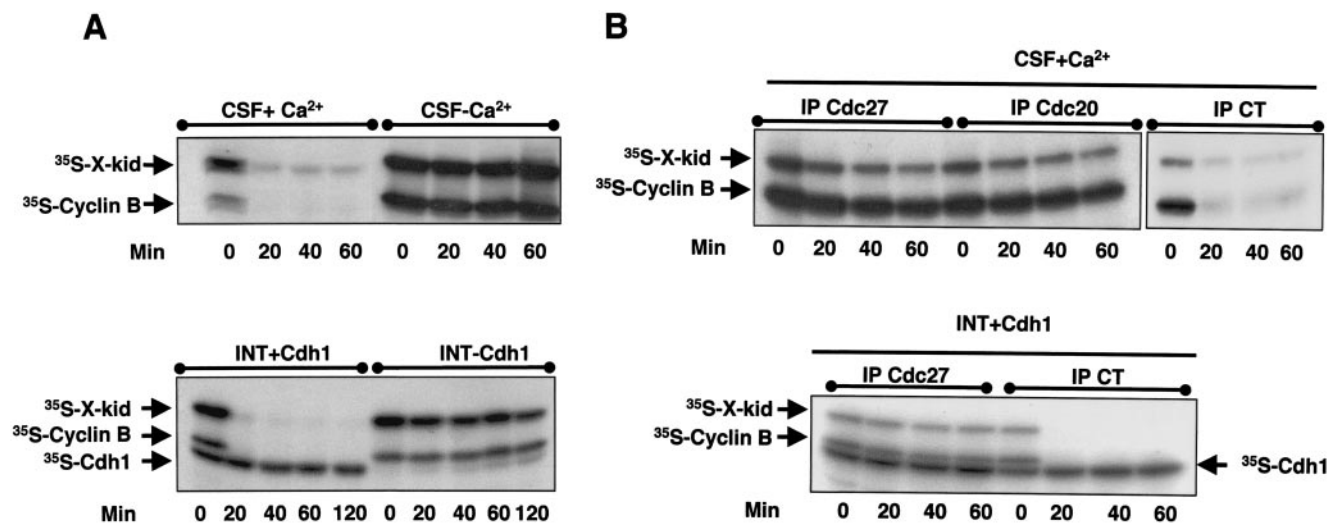 A
CSF+ Ca²⁺ CSF-Ca²⁺
³⁵S-X-kid
³⁵S-Cyclin B
Min 0 20 40 60 0 20 40 60
INT+Cdh1 INT-Cdh1
³⁵S-X-kid
³⁵S-Cyclin B
³⁵S-Cdh1
Min 0 20 40 60 120 0 20 40 60 120
B
CSF+Ca²⁺
IP Cdc27 IP Cdc20 IP CT
³⁵S-X-kid
³⁵S-Cyclin B
Min 0 20 40 60 0 20 40 60 0 20 40 60
INT+Cdh1
IP Cdc27 IP CT
³⁵S-X-kid
³⁵S-Cyclin B
³⁵S-Cdh1
Min 0 20 40 60 0 20 40 60